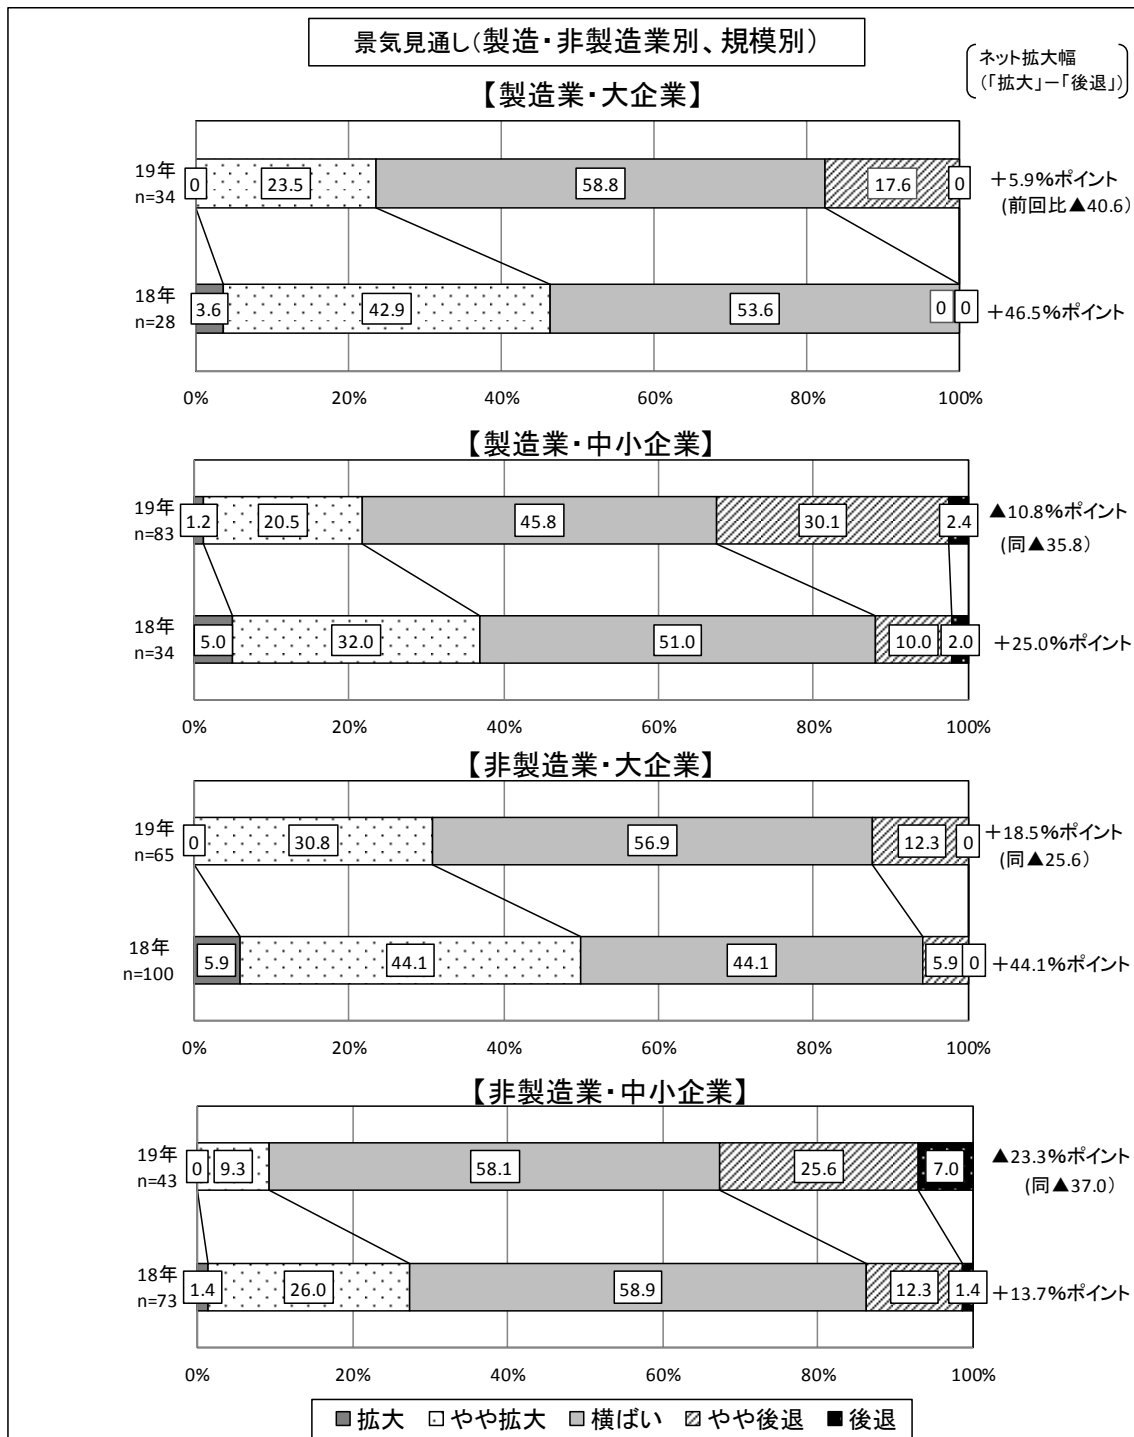 景気見通し(製造・非製造業別、規模別)
ネット拡大幅
(「拡大」ー「後退」)
【製造業・大企業】
19年
n=34
0 23.5 58.8 17.6 0
＋5.9％ポイント
(前回比▲40.6)
18年
n=28
3.6 42.9 53.6 0 0
＋46.5％ポイント
0% 20% 40% 60% 80% 100%
【製造業・中小企業】
19年
n=83
1.2 20.5 45.8 30.1 2.4
▲10.8％ポイント
(同▲35.8)
18年
n=34
5.0 32.0 51.0 10.0 2.0
＋25.0％ポイント
0% 20% 40% 60% 80% 100%
【非製造業・大企業】
19年
n=65
0 30.8 56.9 12.3 0
＋18.5％ポイント
(同▲25.6)
18年
n=100
5.9 44.1 44.1 5.9 0
＋44.1％ポイント
0% 20% 40% 60% 80% 100%
【非製造業・中小企業】
19年
n=43
0 9.3 58.1 25.6 7.0
▲23.3％ポイント
(同▲37.0)
18年
n=73
1.4 26.0 58.9 12.3 1.4
＋13.7％ポイント
0% 20% 40% 60% 80% 100%
拡大 やや拡大 横ばい やや後退 後退